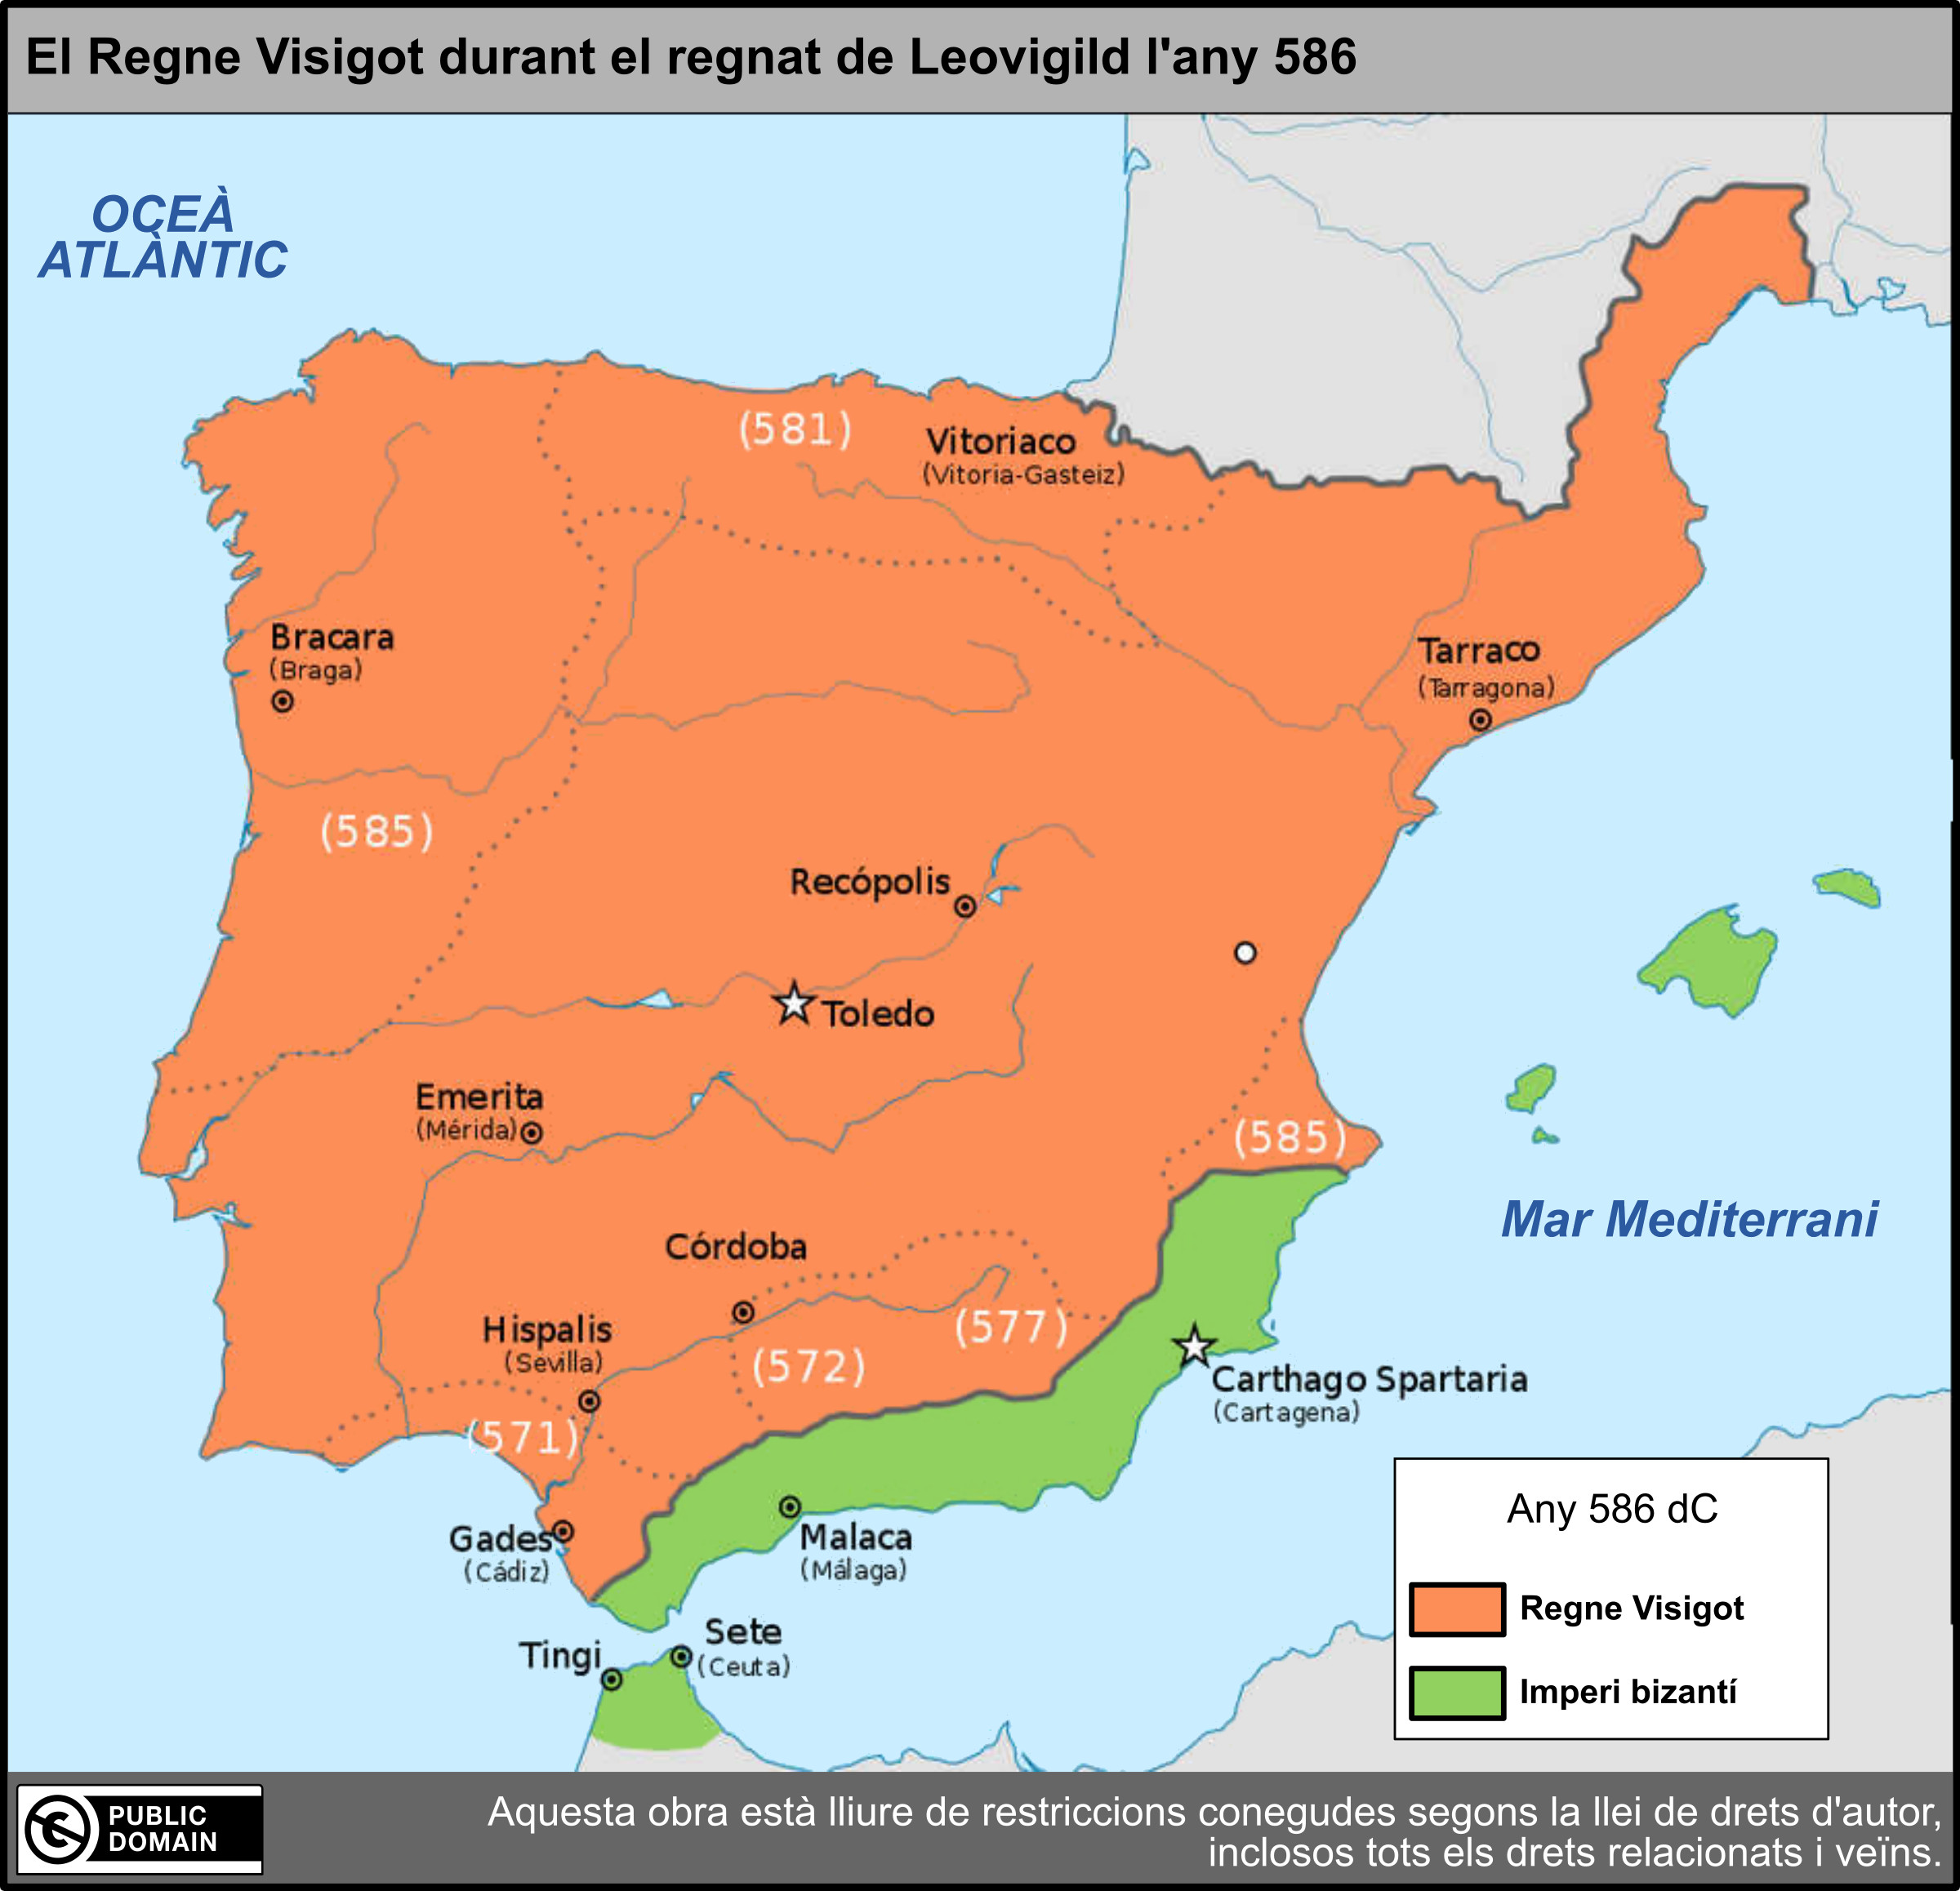 El Regne Visigot durant el regnat de Leovigild l'any 586
OCEÀ
ATLÀNTIC
(581)
Vitoriaco
(Vitoria-Gasteiz)
Bracara
(Braga)
Tarraco
(Tarragona)
(585)
Recópolis
Toledo
Emerita
(Mérida)
(585)
Mar Mediterrani
Córdoba
Hispalis
(Sevilla)
(577)
(572)
(571)
Carthago Spartaria
(Cartagena)
Gades
(Cádiz)
Malaca
(Málaga)
Tingi
Sete
(Ceuta)
Any 586 dC
Regne Visigot
Imperi bizantí
PUBLIC
DOMAIN
Aquesta obra està lliure de restriccions conegudes segons la llei de drets d'autor,
inclosos tots els drets relacionats i veïns.